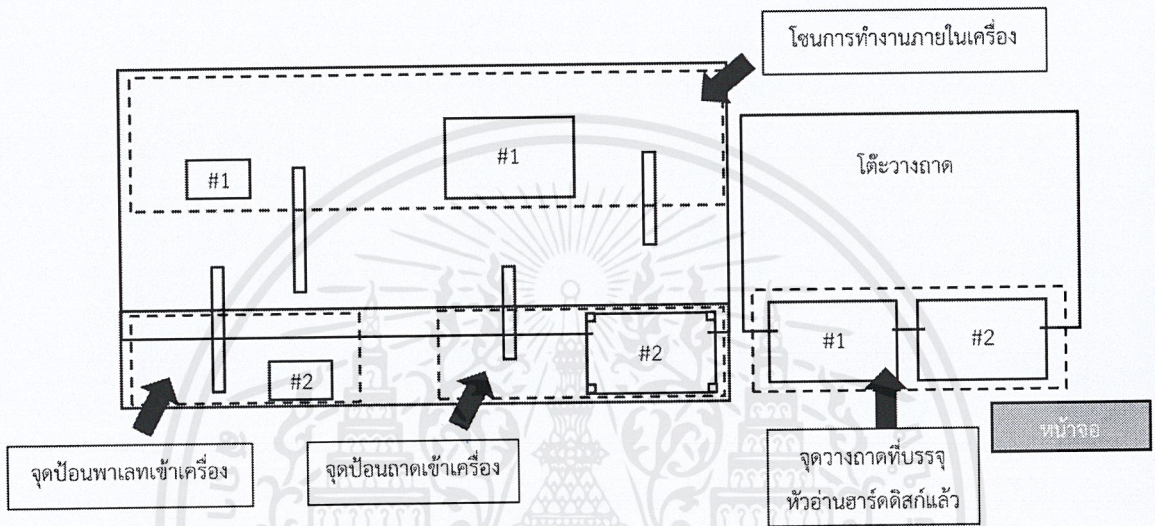 โซนการทำงานภายในเครื่อง
#1
#1
โต๊ะวางถาด
#2
#2
#1
#2
หน้าจอ
จุดป้อนพาเลทเข้าเครื่อง
จุดป้อนถาดเข้าเครื่อง
จุดวางถาดที่บรรจุ
หัวอ่านฮาร์ดดิสก์แล้ว